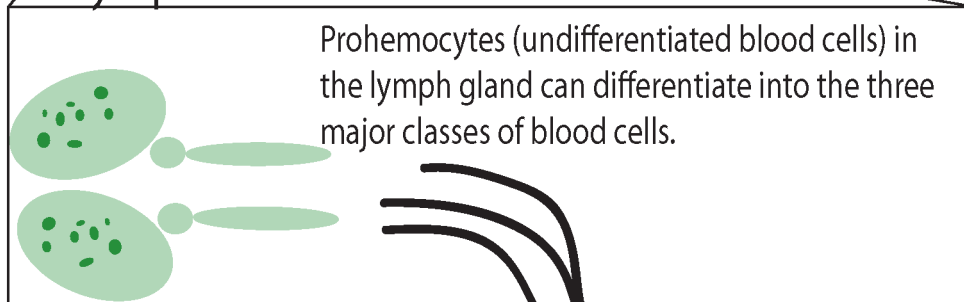 Prohemocytes (undifferentiated blood cells) in
the lymph gland can differentiate into the three
major classes of blood cells.